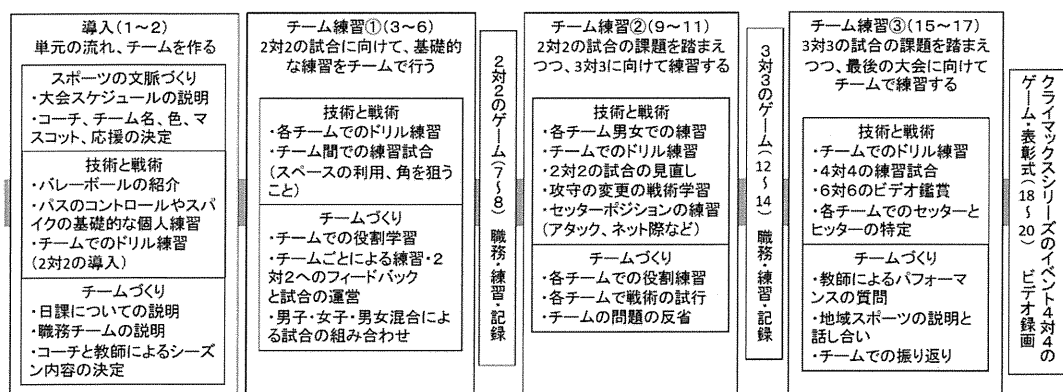 導入(1～2)
単元の流れ、チームを作る
スポーツの文脈づくり
・大会スケジュールの説明
・コーチ、チーム名、色、マ
スコット、応援の決定
技術と戦術
・バレーボールの紹介
・パスのコントロールやスパ
イクの基礎的な個人練習
・チームでのドリル練習
(2対2の導入)
チームづくり
・日課についての説明
・職務チームの説明
・コーチと教師によるシーズ
ン内容の決定
チーム練習①(3～6)
2対2の試合に向けて、基礎的
な練習をチームで行う
技術と戦術
・各チームでのドリル練習
・チーム間での練習試合
(スペースの利用、角を狙う
こと)
チームづくり
・チームでの役割学習
・チームごとによる練習・2
対2へのフィードバック
と試合の運営
・男子・女子・男女混合によ
る試合の組み合わせ
2対2のゲーム(7～8) 職務・練習・記録
チーム練習②(9～11)
2対2の試合の課題を踏まえ
つつ、3対3に向けて練習する
技術と戦術
・各チーム男女での練習
・チームでのドリル練習
・2対2の試合の見直し
・攻守の変更の戦術学習
・セッターポジションの練習
(アタック、ネット際など)
チームづくり
・各チームでの役割練習
・各チームで戦術の試行
・チームの問題の反省
3対3のゲーム(12～14) 職務・練習・記録
チーム練習③(15～17)
3対3の試合の課題を踏まえ
つつ、最後の大会に向けて
チームで練習する
技術と戦術
・チームでのドリル練習
・4対4の練習試合
・6対6のビデオ鑑賞
・各チームでのセッターと
ヒッターの特定
チームづくり
・教師によるパフォーマ
ンスの質問
・地域スポーツの説明と
話し合い
・チームでの振り返り
クライマックスシリーズのイベント4対4の
ゲーム・表彰式(18～20) ビデオ録画